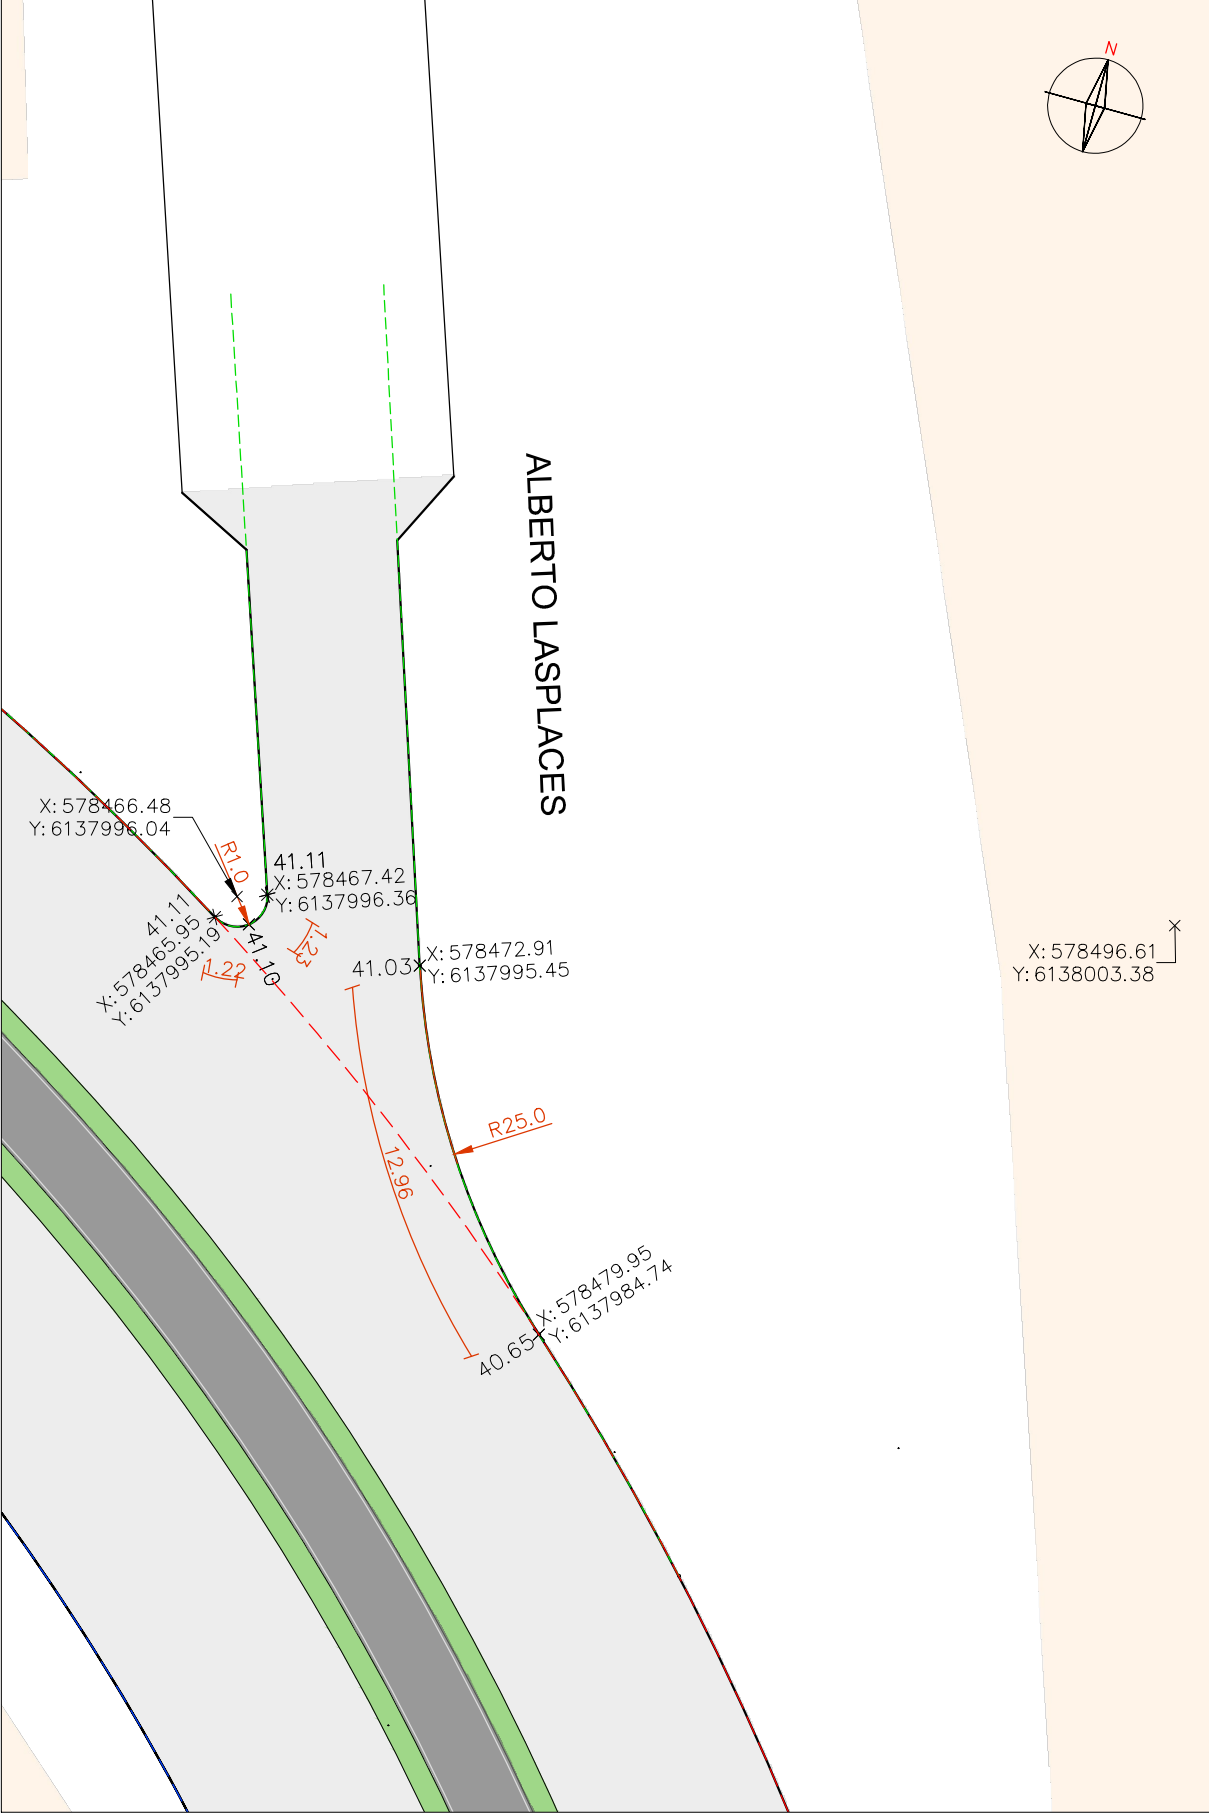 N
ALBERTO LASPLACES
X: 578466.48
Y: 6137996.04
R1.0
41.11
X: 578467.42
Y: 6137996.36
41.11
X: 578465.95
Y: 6137995.19
41.10
1.23
1.22
41.03
X: 578472.91
Y: 6137995.45
X: 578496.61
Y: 6138003.38
R25.0
12.96
X: 578479.95
Y: 6137984.74
40.65